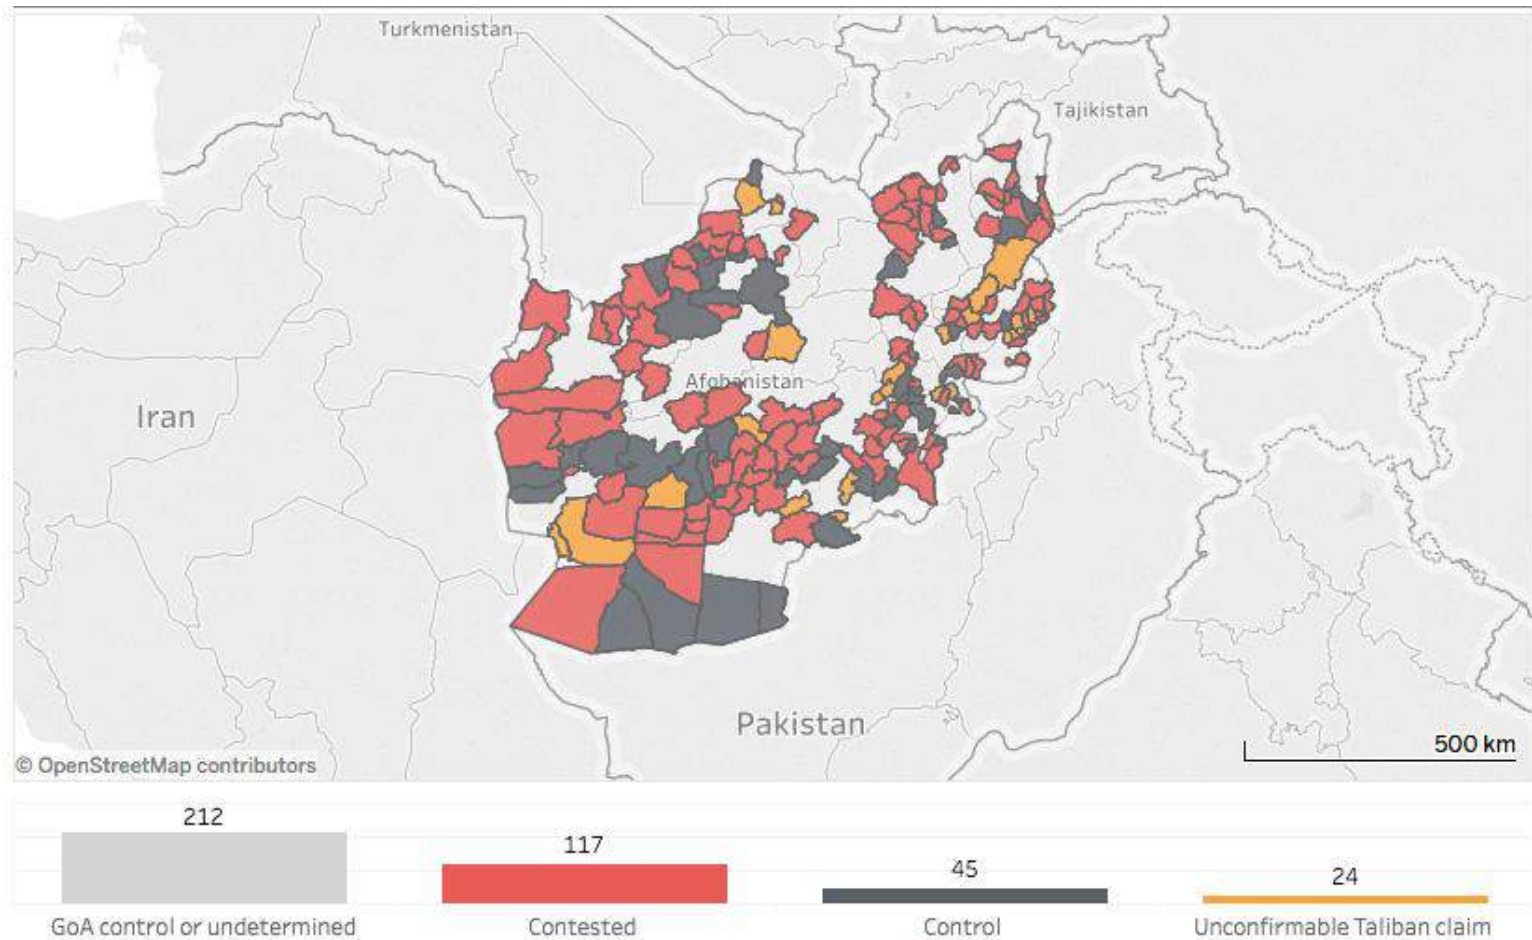 Turkmenistan
Tajikistan
Afghanistan
Iran
Pakistan
500 km
© OpenStreetMap contributors
212
117
45
24
GoA control or undetermined
Contested
Control
Unconfirmable Taliban claim